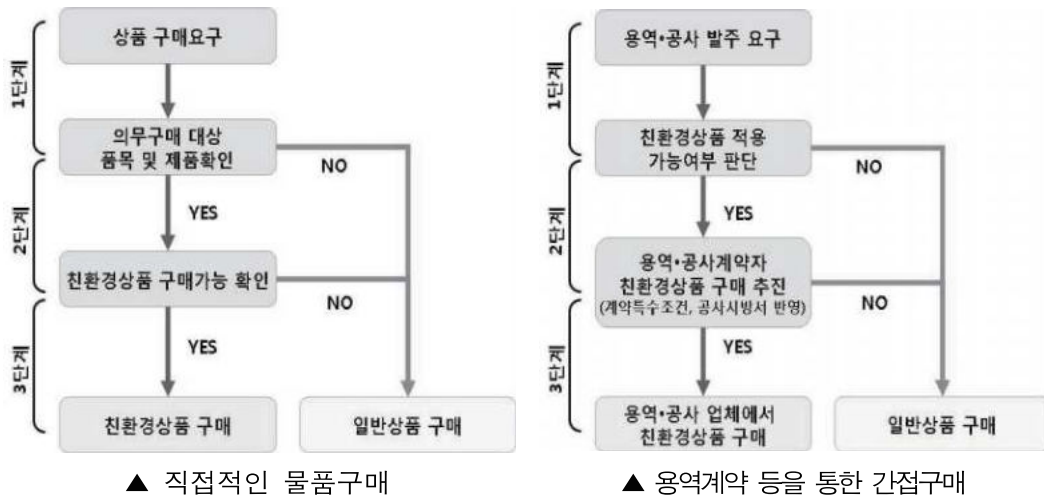 1단계
2단계
3단계
상품 구매요구
의무구매 대상
품목 및 제품확인
NO
YES
친환경상품 구매가능 확인
NO
YES
친환경상품 구매
일반상품 구매
▲ 직접적인 물품구매
1단계
2단계
3단계
용역•공사 발주 요구
친환경상품 적용
가능여부 판단
NO
YES
용역•공사계약자
친환경상품 구매 추진
(계약특수조건, 공사시방서 반영)
NO
YES
용역•공사 업체에서
친환경상품 구매
일반상품 구매
▲ 용역계약 등을 통한 간접구매